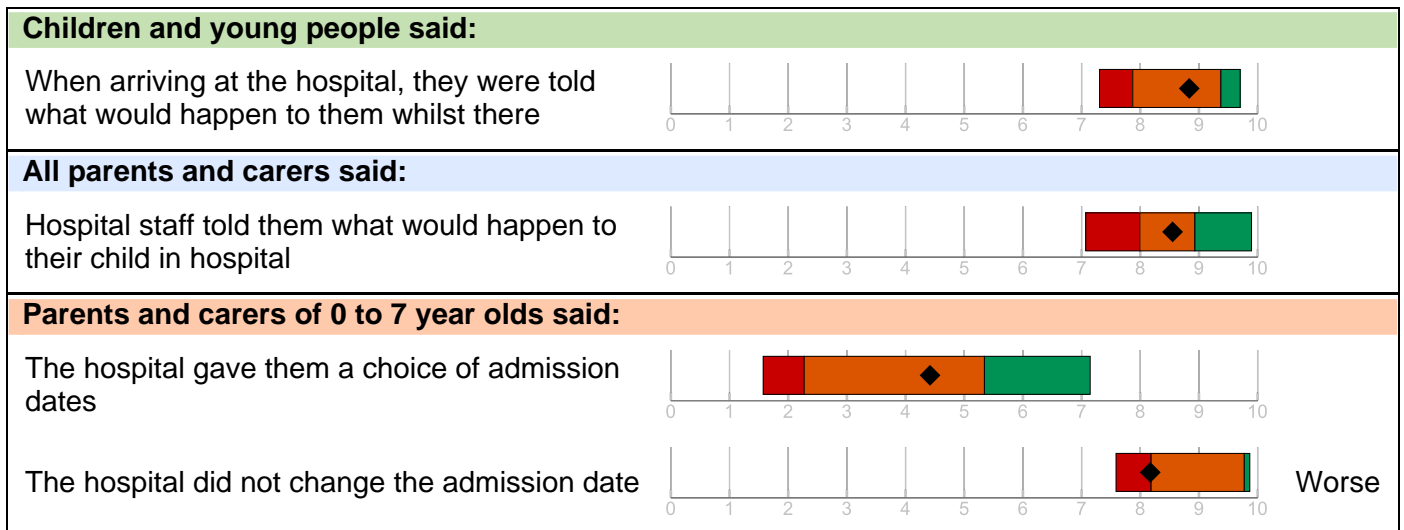 Children and young people said:
When arriving at the hospital, they were told
what would happen to them whilst there
0 1 2 3 4 5 6 7 8 9 10
All parents and carers said:
Hospital staff told them what would happen to
their child in hospital
0 1 2 3 4 5 6 7 8 9 10
Parents and carers of 0 to 7 year olds said:
The hospital gave them a choice of admission
dates
0 1 2 3 4 5 6 7 8 9 10
The hospital did not change the admission date
Worse
0 1 2 3 4 5 6 7 8 9 10